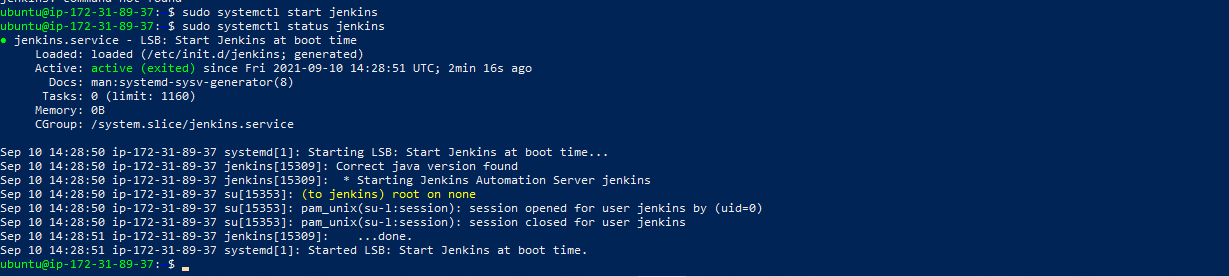 jenkins: command not found
ubuntu@ip-172-31-89-37:~$ sudo systemctl start jenkins
ubuntu@ip-172-31-89-37:~$ sudo systemctl status jenkins
● jenkins.service - LSB: Start Jenkins at boot time
     Loaded: loaded (/etc/init.d/jenkins; generated)
     Active: active (exited) since Fri 2021-09-10 14:28:51 UTC; 2min 16s ago
       Docs: man:systemd-sysv-generator(8)
      Tasks: 0 (limit: 1160)
     Memory: 0B
     CGroup: /system.slice/jenkins.service

Sep 10 14:28:50 ip-172-31-89-37 systemd[1]: Starting LSB: Start Jenkins at boot time...
Sep 10 14:28:50 ip-172-31-89-37 jenkins[15309]: Correct java version found
Sep 10 14:28:50 ip-172-31-89-37 jenkins[15309]:  * Starting Jenkins Automation Server jenkins
Sep 10 14:28:50 ip-172-31-89-37 su[15353]: (to jenkins) root on none
Sep 10 14:28:50 ip-172-31-89-37 su[15353]: pam_unix(su-l:session): session opened for user jenkins by (uid=0)
Sep 10 14:28:50 ip-172-31-89-37 su[15353]: pam_unix(su-l:session): session closed for user jenkins
Sep 10 14:28:51 ip-172-31-89-37 jenkins[15309]:    ...done.
Sep 10 14:28:51 ip-172-31-89-37 systemd[1]: Started LSB: Start Jenkins at boot time.
ubuntu@ip-172-31-89-37:~$